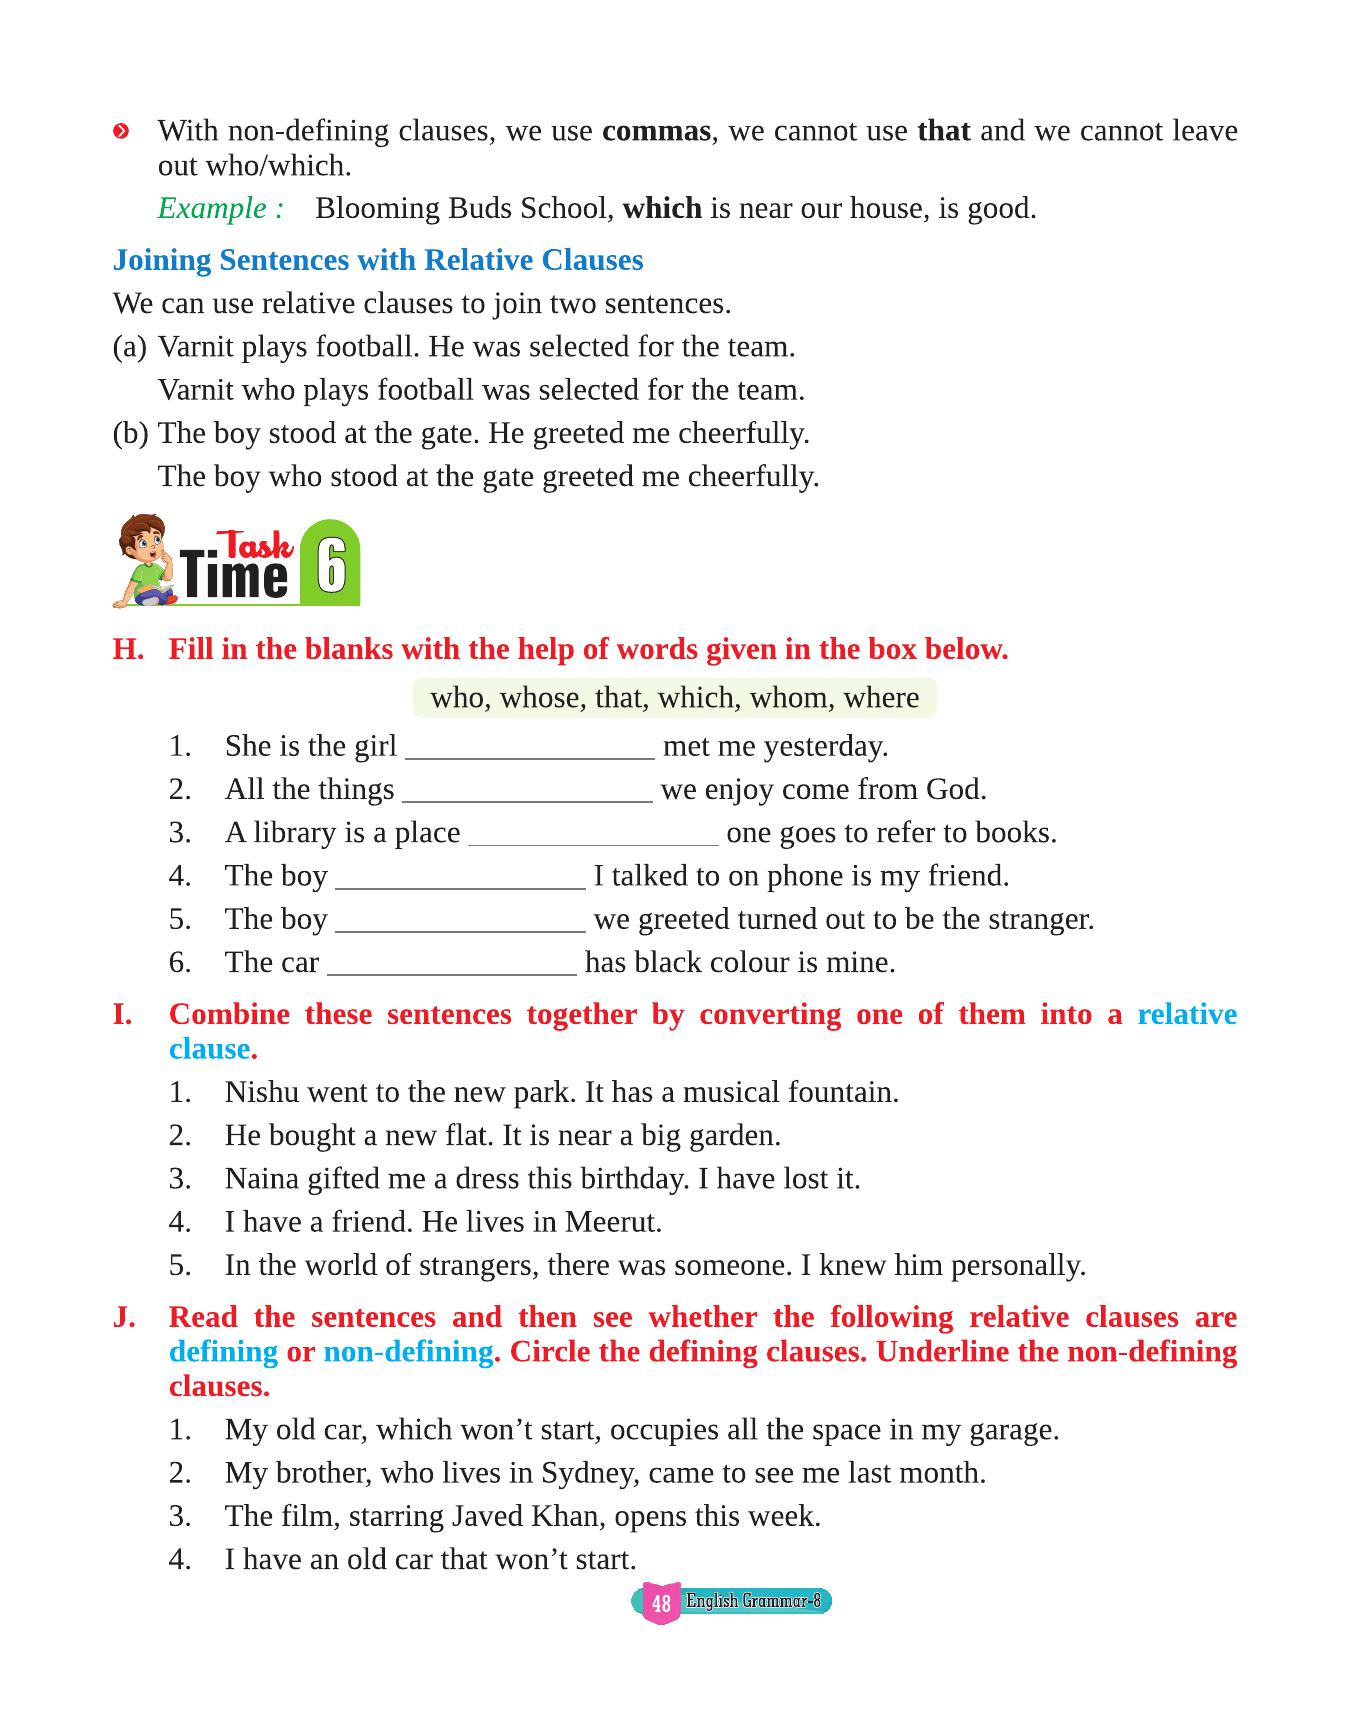 With non-defining clauses, we use commas, we cannot use that and we cannot leave
out who/which.
Example : Blooming Buds School, which is near our house, is good.
Joining Sentences with Relative Clauses
We can use relative clauses to join two sentences.
(a) Varnit plays football. He was selected for the team.
Varnit who plays football was selected for the team.
(b) The boy stood at the gate. He greeted me cheerfully.
The boy who stood at the gate greeted me cheerfully.
Task
Time 6
H. Fill in the blanks with the help of words given in the box below.
who, whose, that, which, whom, where
1. She is the girl ________________ met me yesterday.
2. All the things ________________ we enjoy come from God.
3. A library is a place ________________ one goes to refer to books.
4. The boy ________________ I talked to on phone is my friend.
5. The boy ________________ we greeted turned out to be the stranger.
6. The car ________________ has black colour is mine.
I. Combine these sentences together by converting one of them into a relative
clause.
1. Nishu went to the new park. It has a musical fountain.
2. He bought a new flat. It is near a big garden.
3. Naina gifted me a dress this birthday. I have lost it.
4. I have a friend. He lives in Meerut.
5. In the world of strangers, there was someone. I knew him personally.
J. Read the sentences and then see whether the following relative clauses are
defining or non-defining. Circle the defining clauses. Underline the non-defining
clauses.
1. My old car, which won’t start, occupies all the space in my garage.
2. My brother, who lives in Sydney, came to see me last month.
3. The film, starring Javed Khan, opens this week.
4. I have an old car that won’t start.
48 English Grammar-8